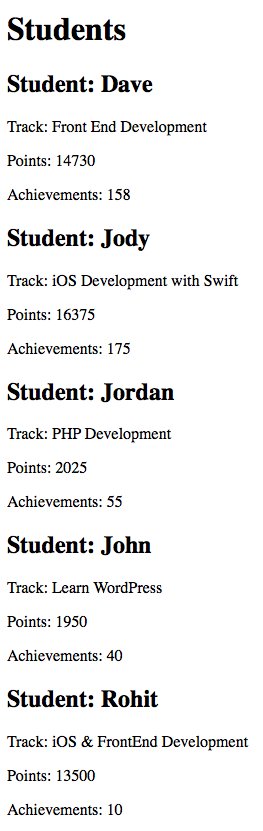 Students
Student: Dave
Track: Front End Development
Points: 14730
Achievements: 158
Student: Jody
Track: iOS Development with Swift
Points: 16375
Achievements: 175
Student: Jordan
Track: PHP Development
Points: 2025
Achievements: 55
Student: John
Track: Learn WordPress
Points: 1950
Achievements: 40
Student: Rohit
Track: iOS & FrontEnd Development
Points: 13500
Achievements: 10